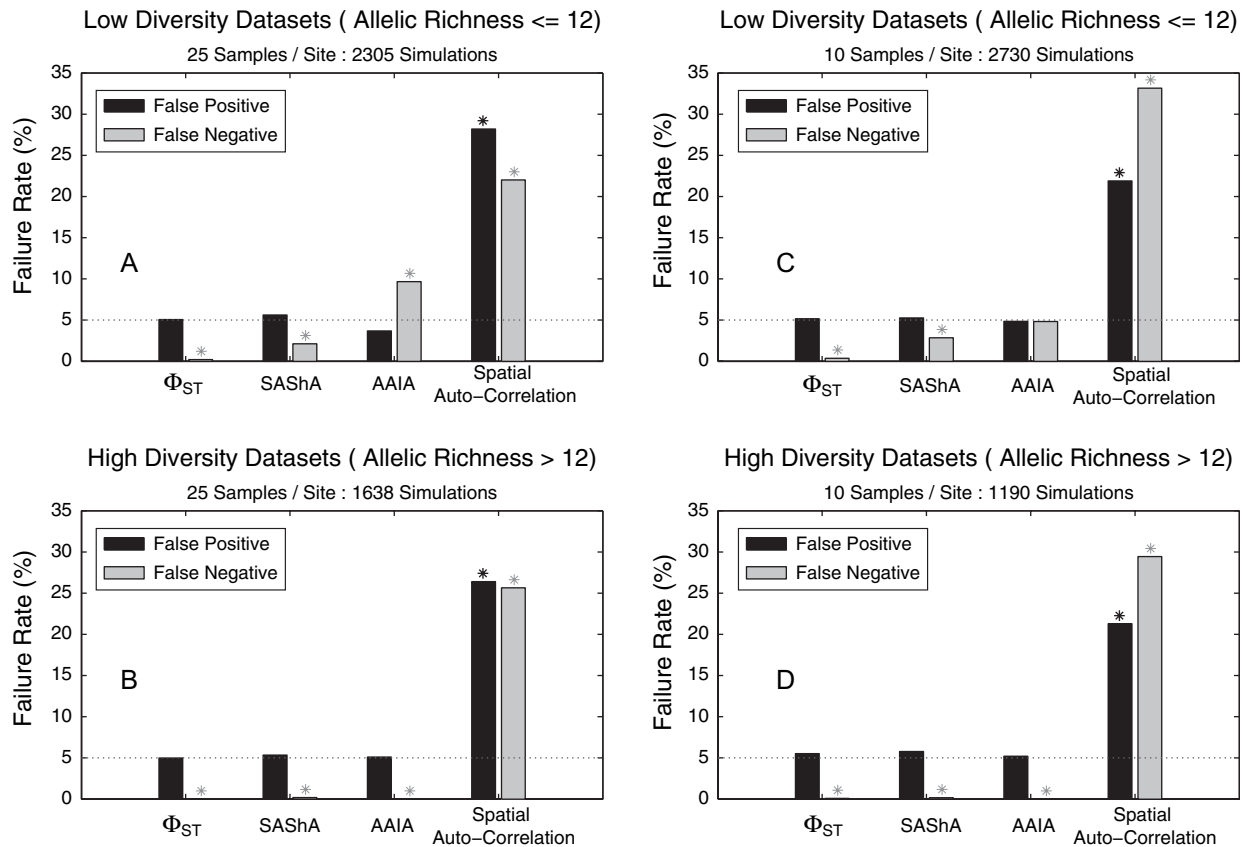 Low Diversity Datasets ( Allelic Richness <= 12)
25 Samples / Site : 2305 Simulations
Failure Rate (%)
35
30
25
20
15
10
5
0
False Positive
False Negative
*
*
*
*
*
A
ΦST
SAShA
AAIA
Spatial
Auto−Correlation
Low Diversity Datasets ( Allelic Richness <= 12)
10 Samples / Site : 2730 Simulations
Failure Rate (%)
35
30
25
20
15
10
5
0
False Positive
False Negative
*
*
*
*
C
ΦST
SAShA
AAIA
Spatial
Auto−Correlation
High Diversity Datasets ( Allelic Richness > 12)
25 Samples / Site : 1638 Simulations
Failure Rate (%)
35
30
25
20
15
10
5
0
False Positive
False Negative
*
*
*
*
*
B
ΦST
SAShA
AAIA
Spatial
Auto−Correlation
High Diversity Datasets ( Allelic Richness > 12)
10 Samples / Site : 1190 Simulations
Failure Rate (%)
35
30
25
20
15
10
5
0
False Positive
False Negative
*
*
*
*
*
D
ΦST
SAShA
AAIA
Spatial
Auto−Correlation